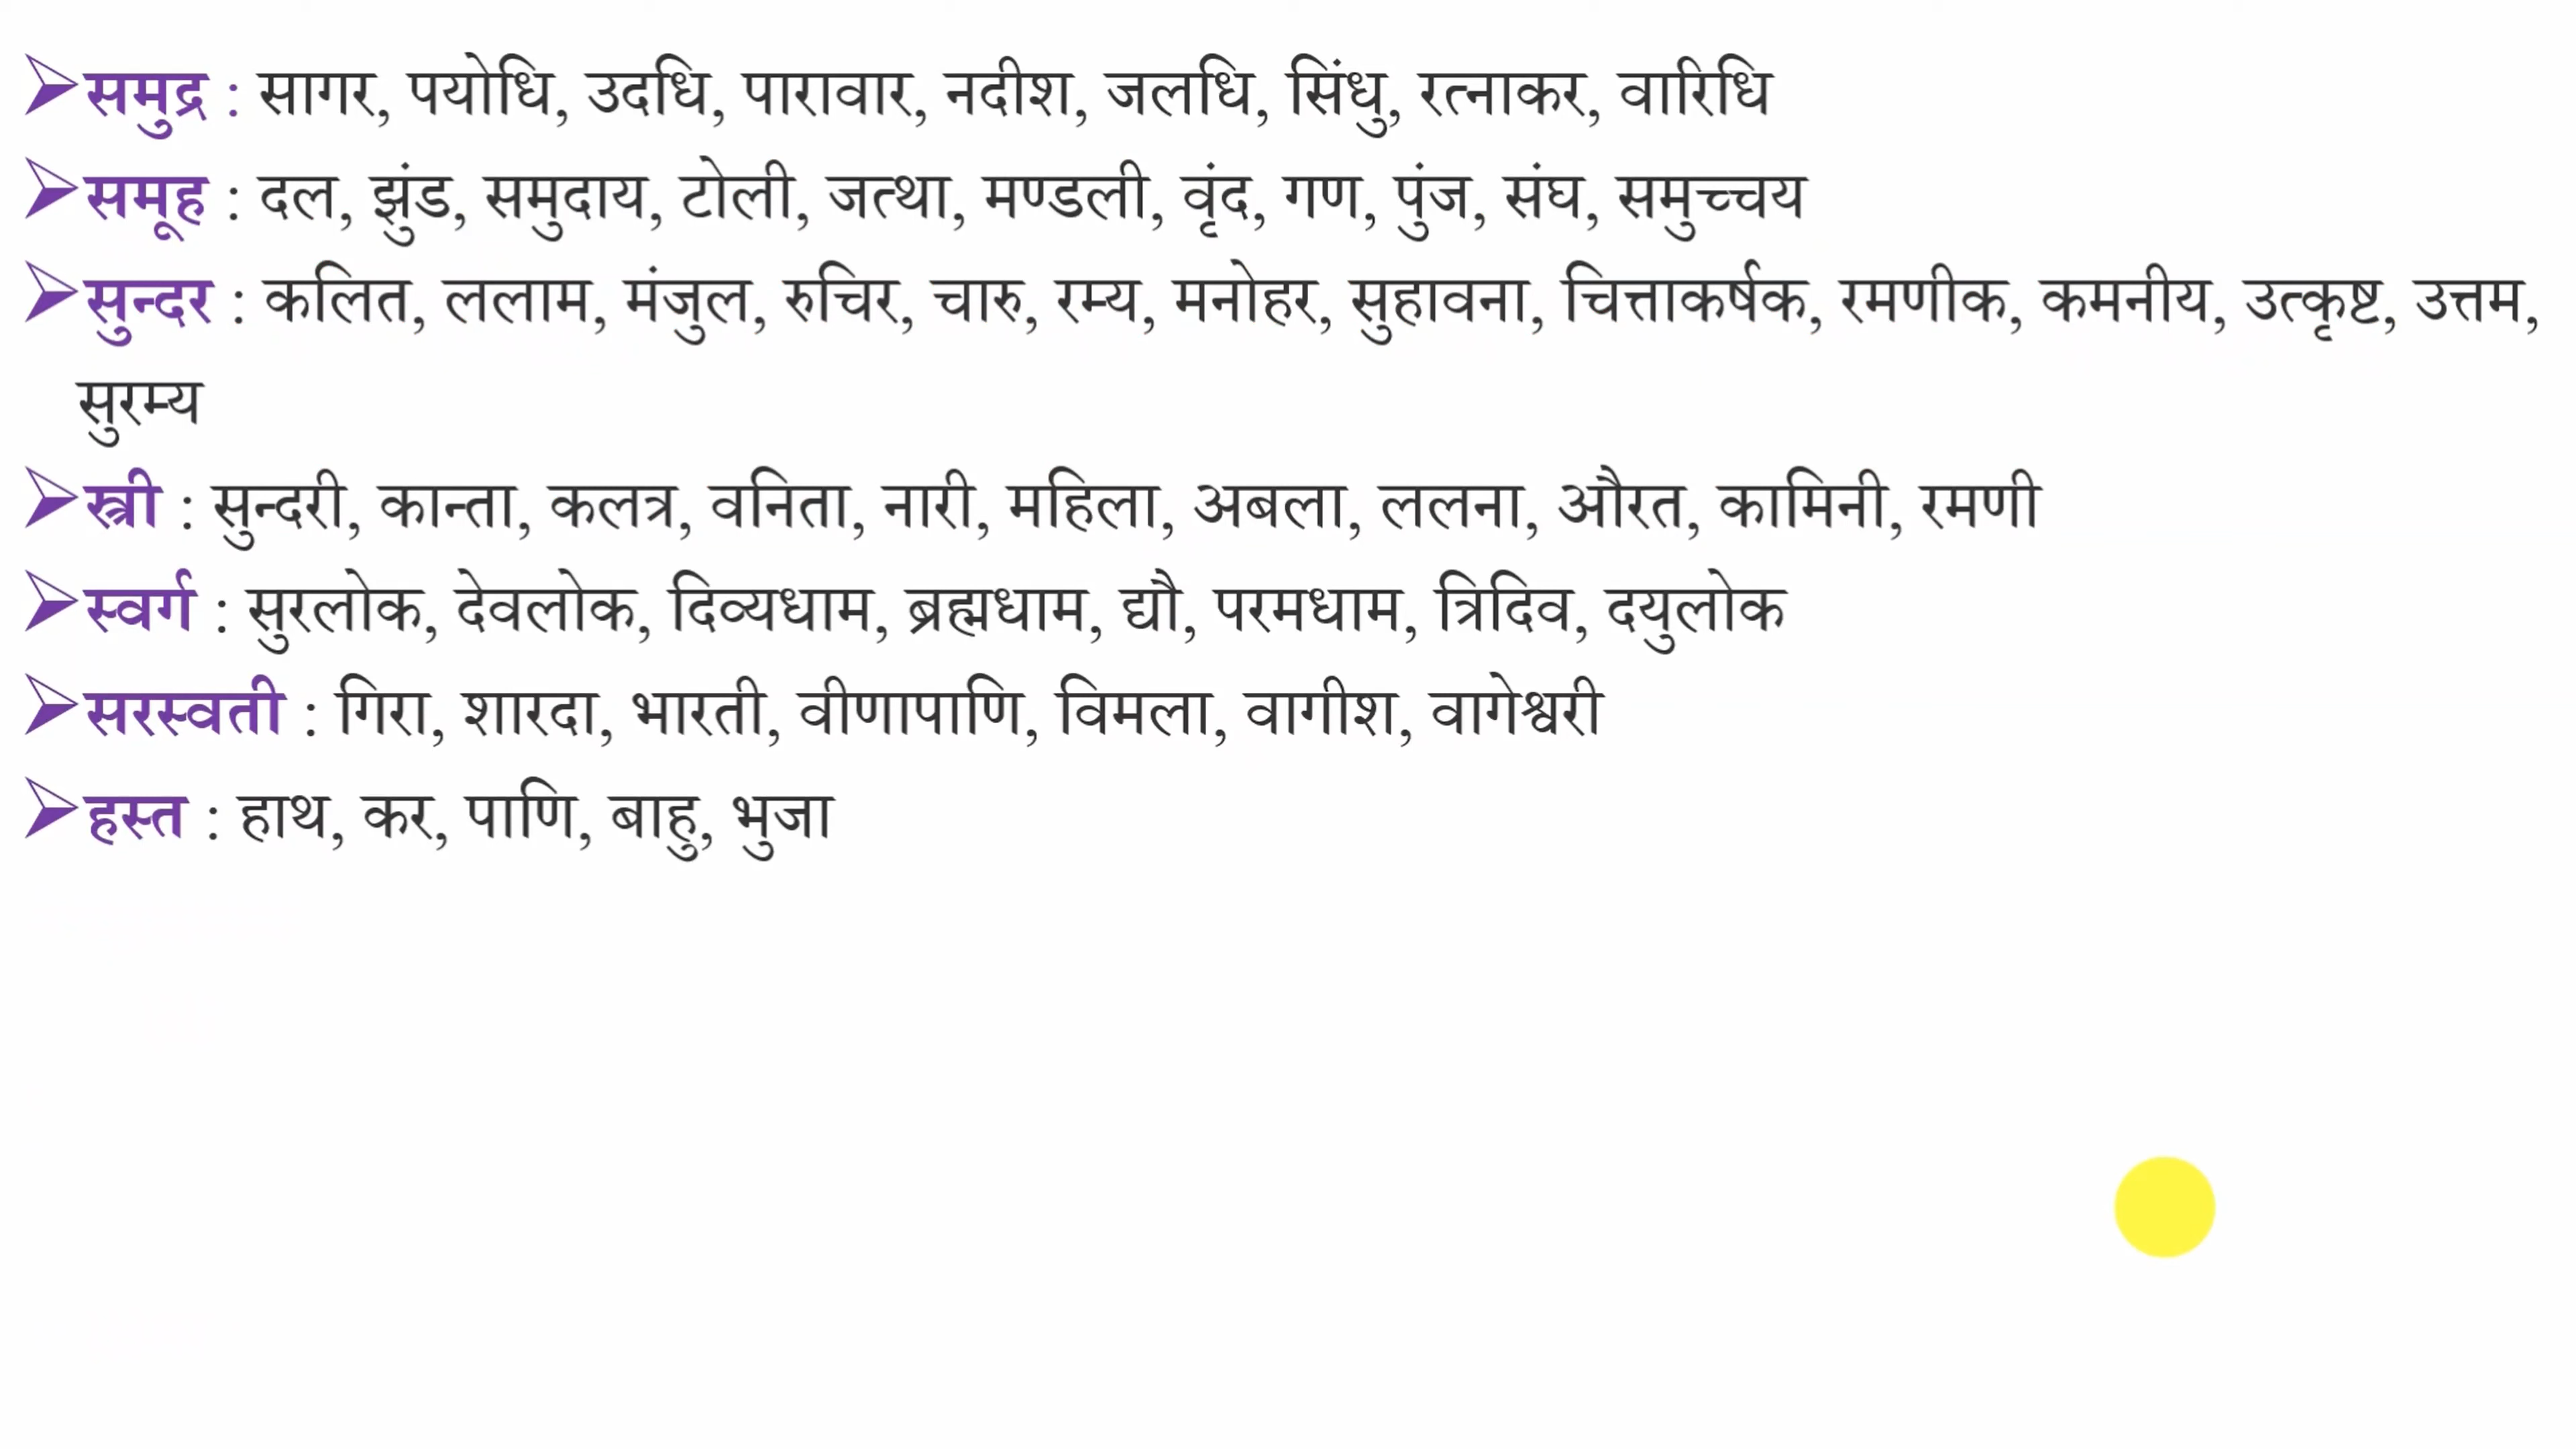 ➢समुद्र : सागर, पयोधि, उदधि, पारावार, नदीश, जलधि, सिंधु, रत्नाकर, वारिधि
➢समूह : दल, झुंड, समुदाय, टोली, जत्था, मण्डली, वृंद, गण, पुंज, संघ, समुच्चय
➢सुन्दर : कलित, ललाम, मंजुल, रुचिर, चारु, रम्य, मनोहर, सुहावना, चित्ताकर्षक, रमणीक, कमनीय, उत्कृष्ट, उत्तम,
सुरम्य
➢स्त्री : सुन्दरी, कान्ता, कलत्र, वनिता, नारी, महिला, अबला, ललना, औरत, कामिनी, रमणी
➢स्वर्ग : सुरलोक, देवलोक, दिव्यधाम, ब्रह्मधाम, द्यौ, परमधाम, त्रिदिव, दयुलोक
➢सरस्वती : गिरा, शारदा, भारती, वीणापाणि, विमला, वागीश, वागेश्वरी
➢हस्त : हाथ, कर, पाणि, बाहु, भुजा